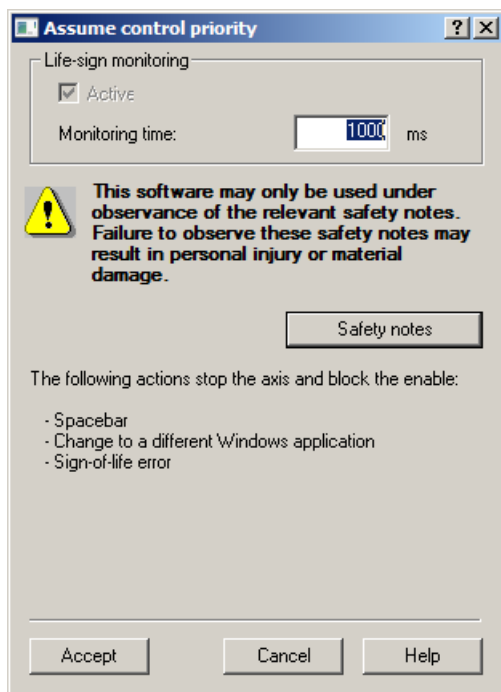 Assume control priority
Life-sign monitoring
Active
Monitoring time: 1000 ms
This software may only be used under
observance of the relevant safety notes.
Failure to observe these safety notes may
result in personal injury or material
damage.
Safety notes
The following actions stop the axis and block the enable:
- Spacebar
- Change to a different Windows application
- Sign-of-life error
Accept Cancel Help